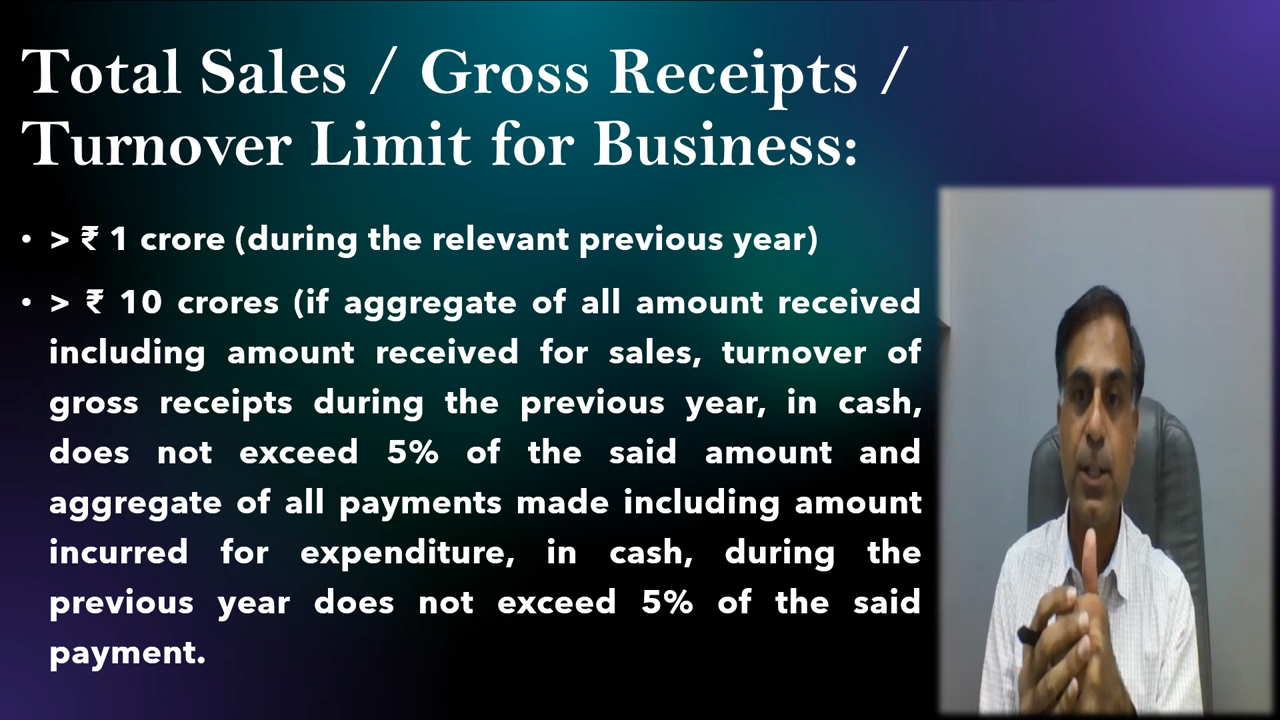 Total Sales / Gross Receipts /
Turnover Limit for Business:
• > ₹ 1 crore (during the relevant previous year)
• > ₹ 10 crores (if aggregate of all amount received
including amount received for sales, turnover of
gross receipts during the previous year, in cash,
does not exceed 5% of the said amount and
aggregate of all payments made including amount
incurred for expenditure, in cash, during the
previous year does not exceed 5% of the said
payment.